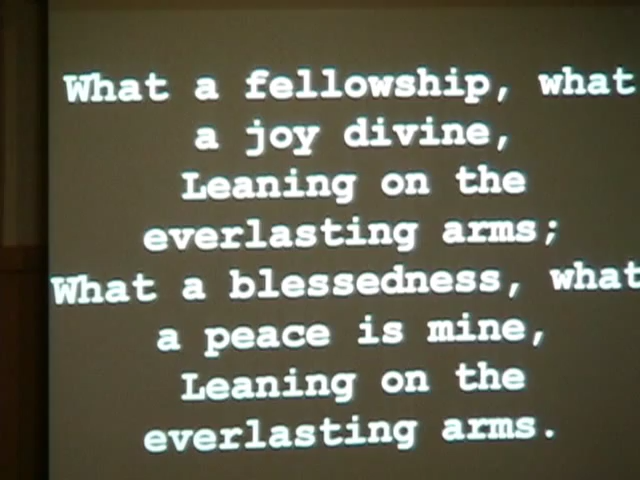 What a fellowship, what
a joy divine,
Leaning on the
everlasting arms;
What a blessedness, what
a peace is mine,
Leaning on the
everlasting arms.